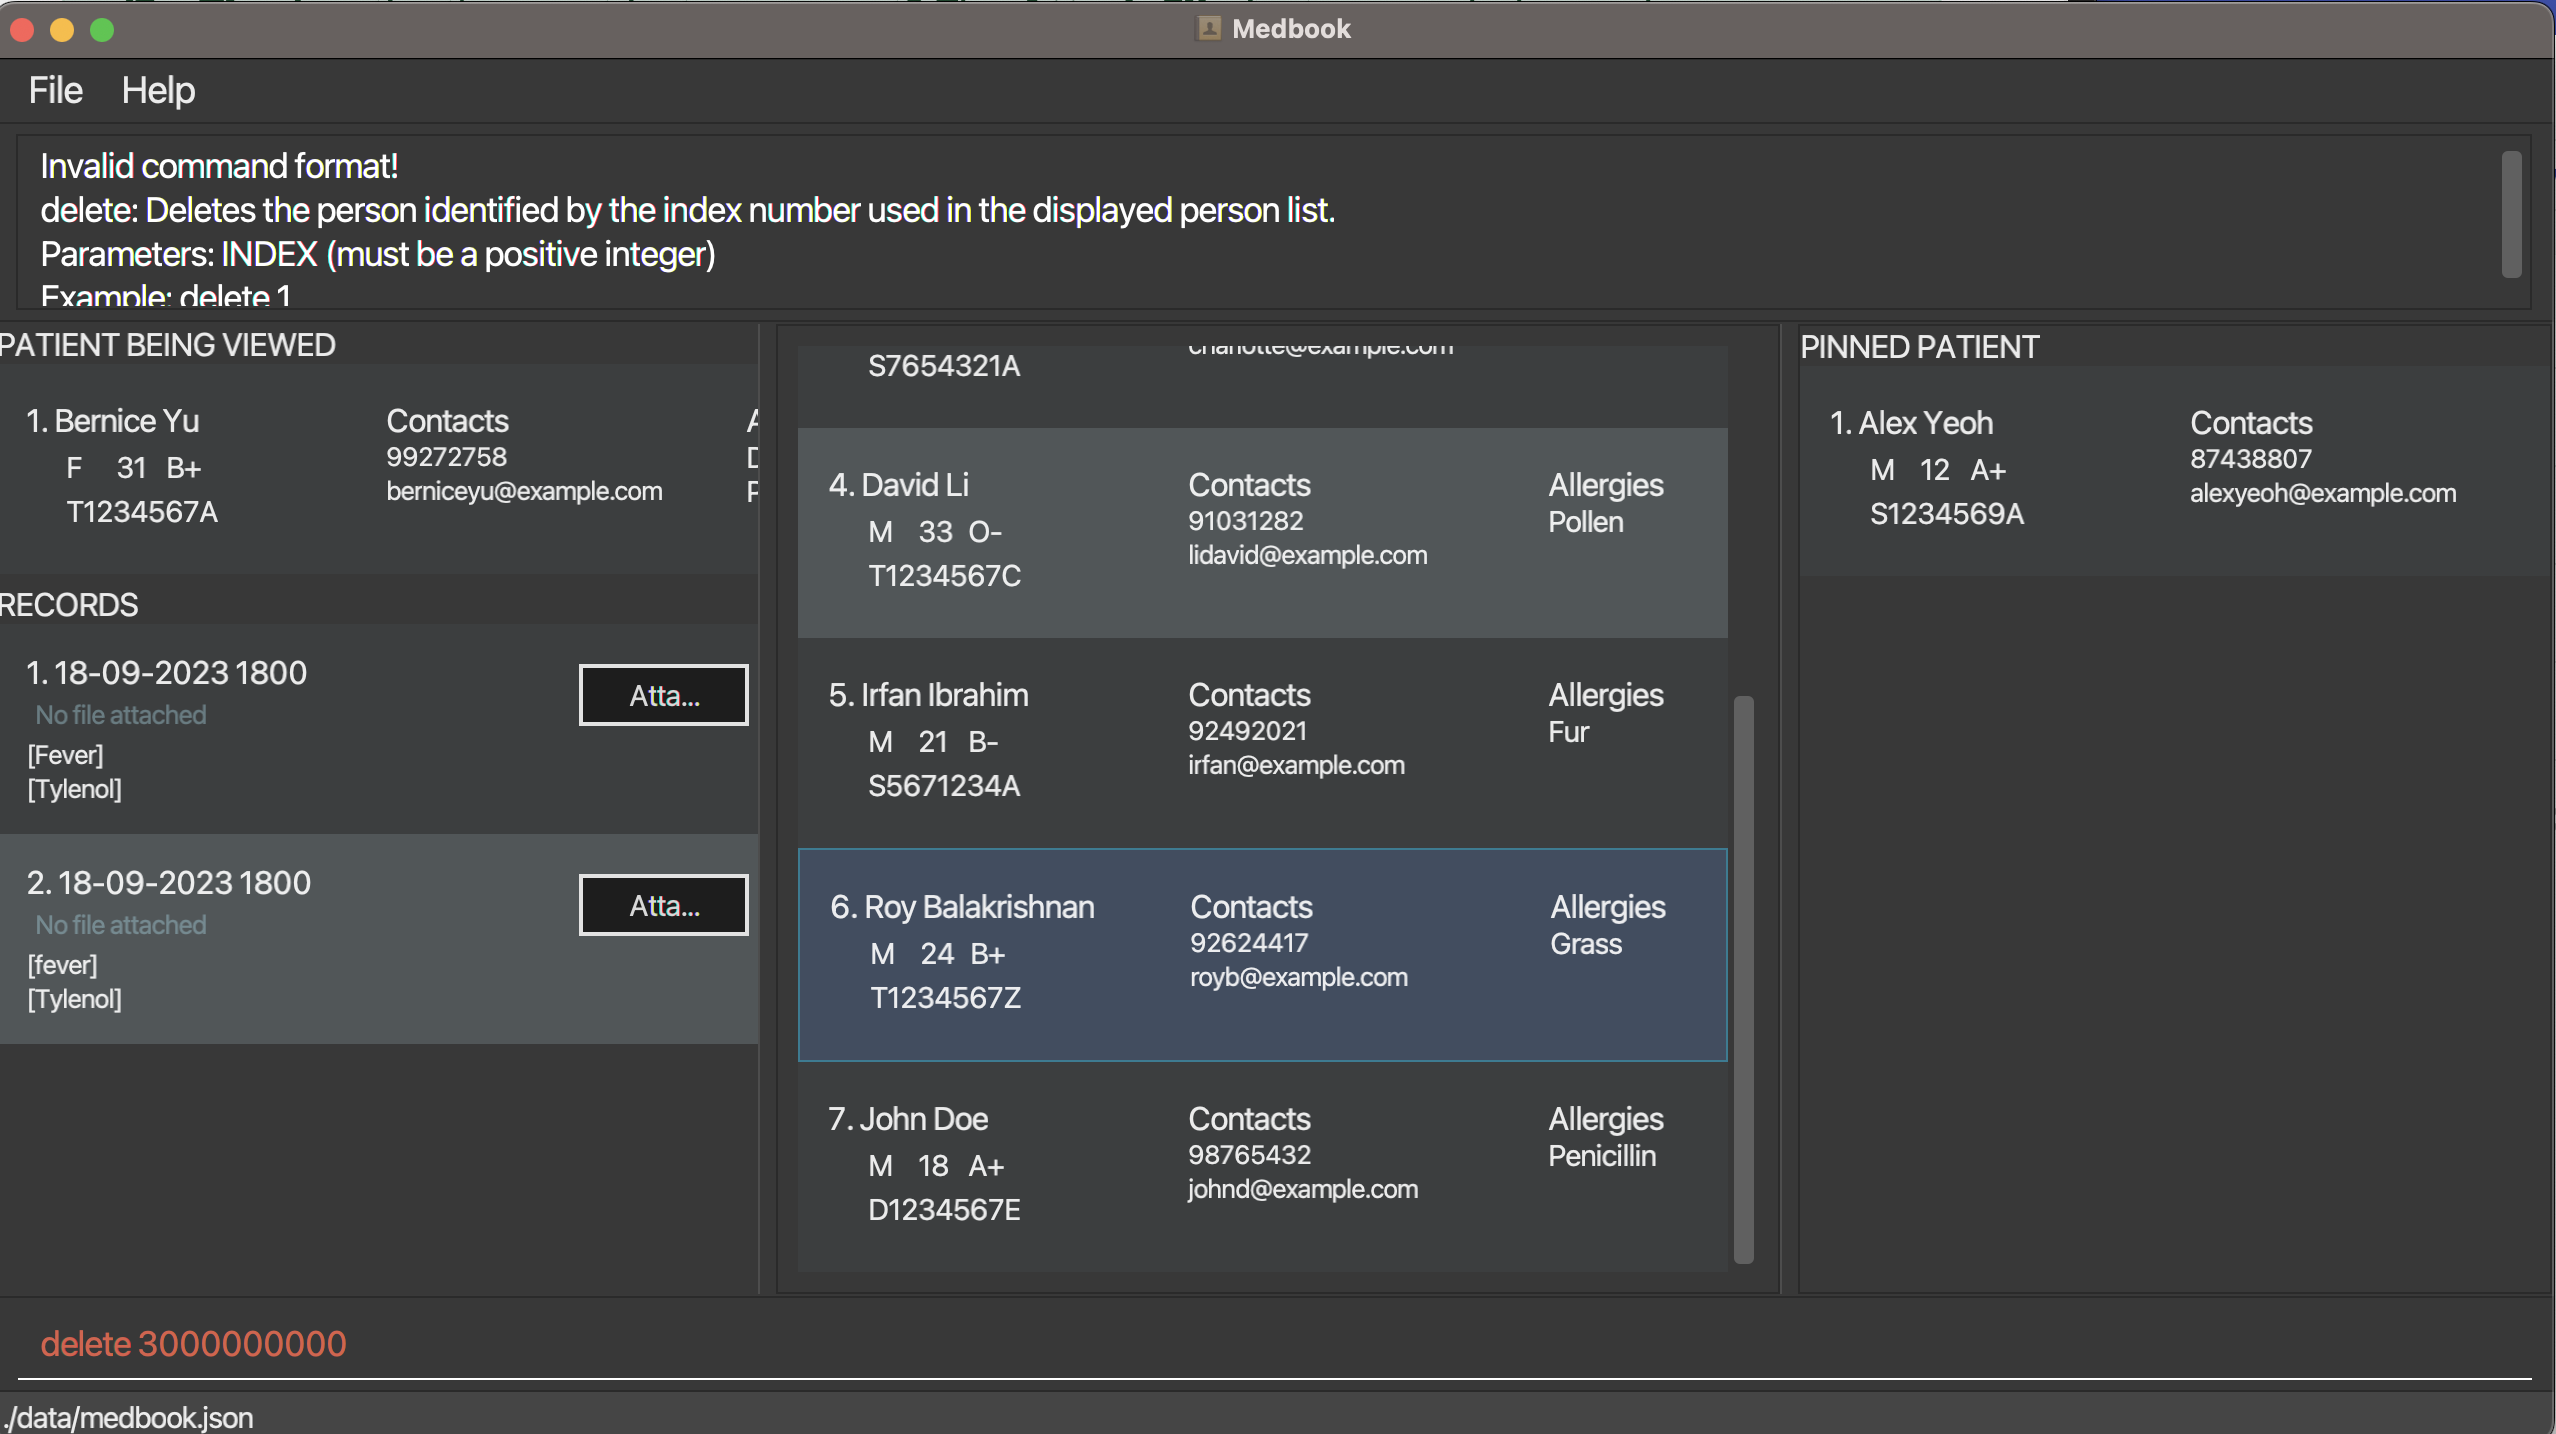 Medbook
File Help
Invalid command format!
delete: Deletes the person identified by the index number used in the displayed person list.
Parameters: INDEX (must be a positive integer)
Example: delete 1
PATIENT BEING VIEWED
1. Bernice Yu
F 31 B+
T1234567A
Contacts
99272758
berniceyu@example.com
RECORDS
1. 18-09-2023 1800
No file attached
[Fever]
[Tylenol]
Atta...
2. 18-09-2023 1800
No file attached
[fever]
[Tylenol]
Atta...
S7654321A
charlotte@example.com
4. David Li
M 33 O-
T1234567C
Contacts
91031282
lidavid@example.com
Allergies
Pollen
5. Irfan Ibrahim
M 21 B-
S5671234A
Contacts
92492021
irfan@example.com
Allergies
Fur
6. Roy Balakrishnan
M 24 B+
T1234567Z
Contacts
92624417
royb@example.com
Allergies
Grass
7. John Doe
M 18 A+
D1234567E
Contacts
98765432
johnd@example.com
Allergies
Penicillin
PINNED PATIENT
1. Alex Yeoh
M 12 A+
S1234569A
Contacts
87438807
alexyeoh@example.com
delete 3000000000
./data/medbook.json